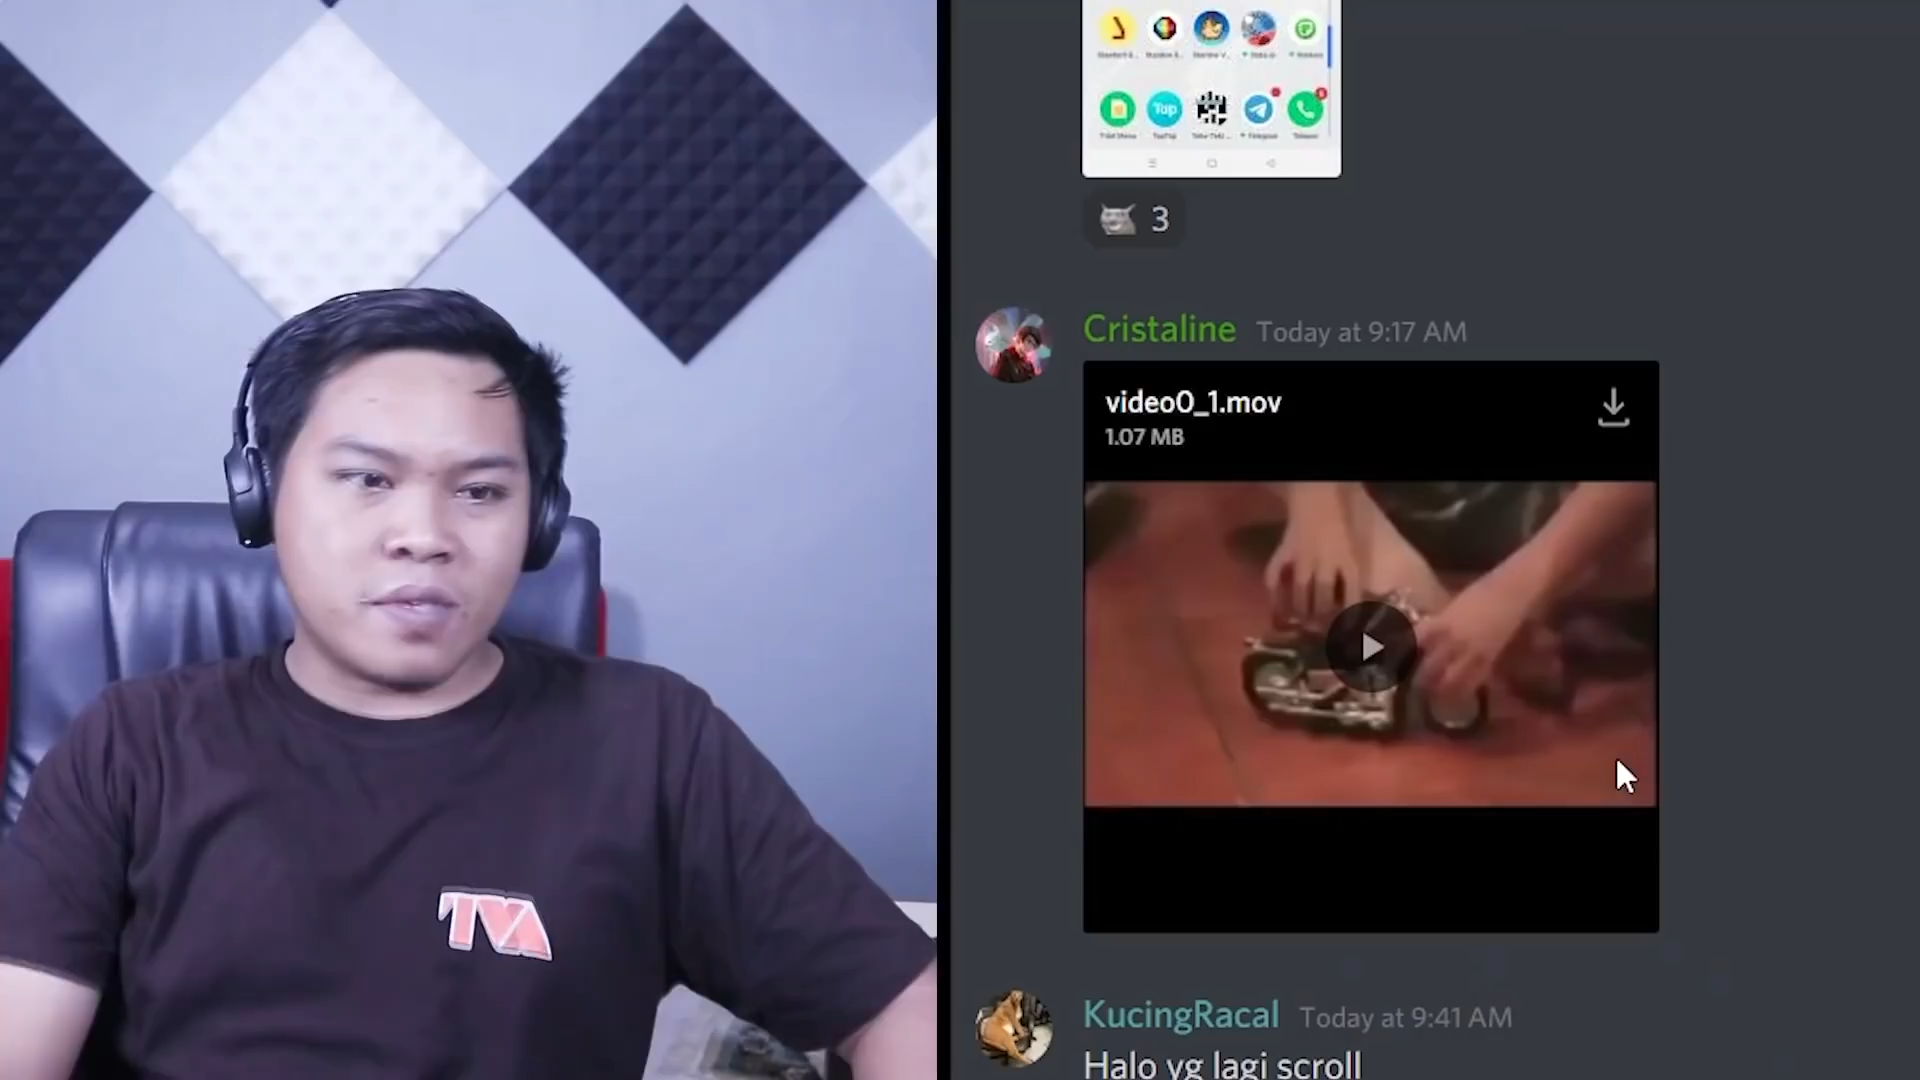 Top
3
Cristaline Today at 9:17 AM
video0_1.mov
1.07 MB
TVA
KucingRacal Today at 9:41 AM
Halo yg lagi scroll